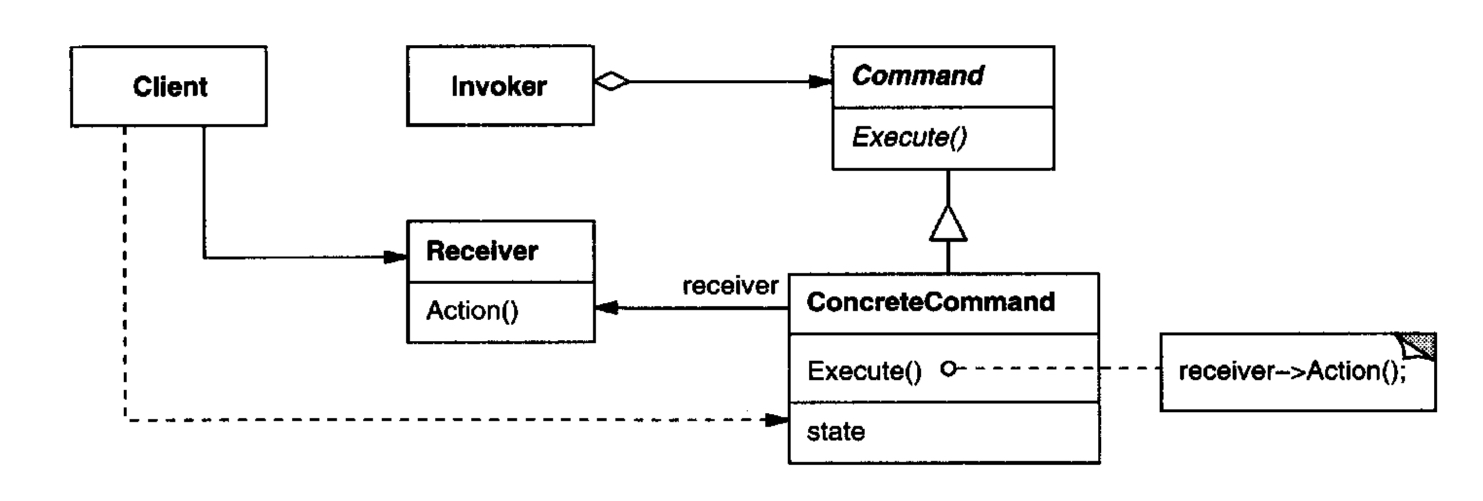 Client
Invoker
Command
Execute()
Receiver
Action()
receiver
ConcreteCommand
Execute()
receiver–>Action();
state